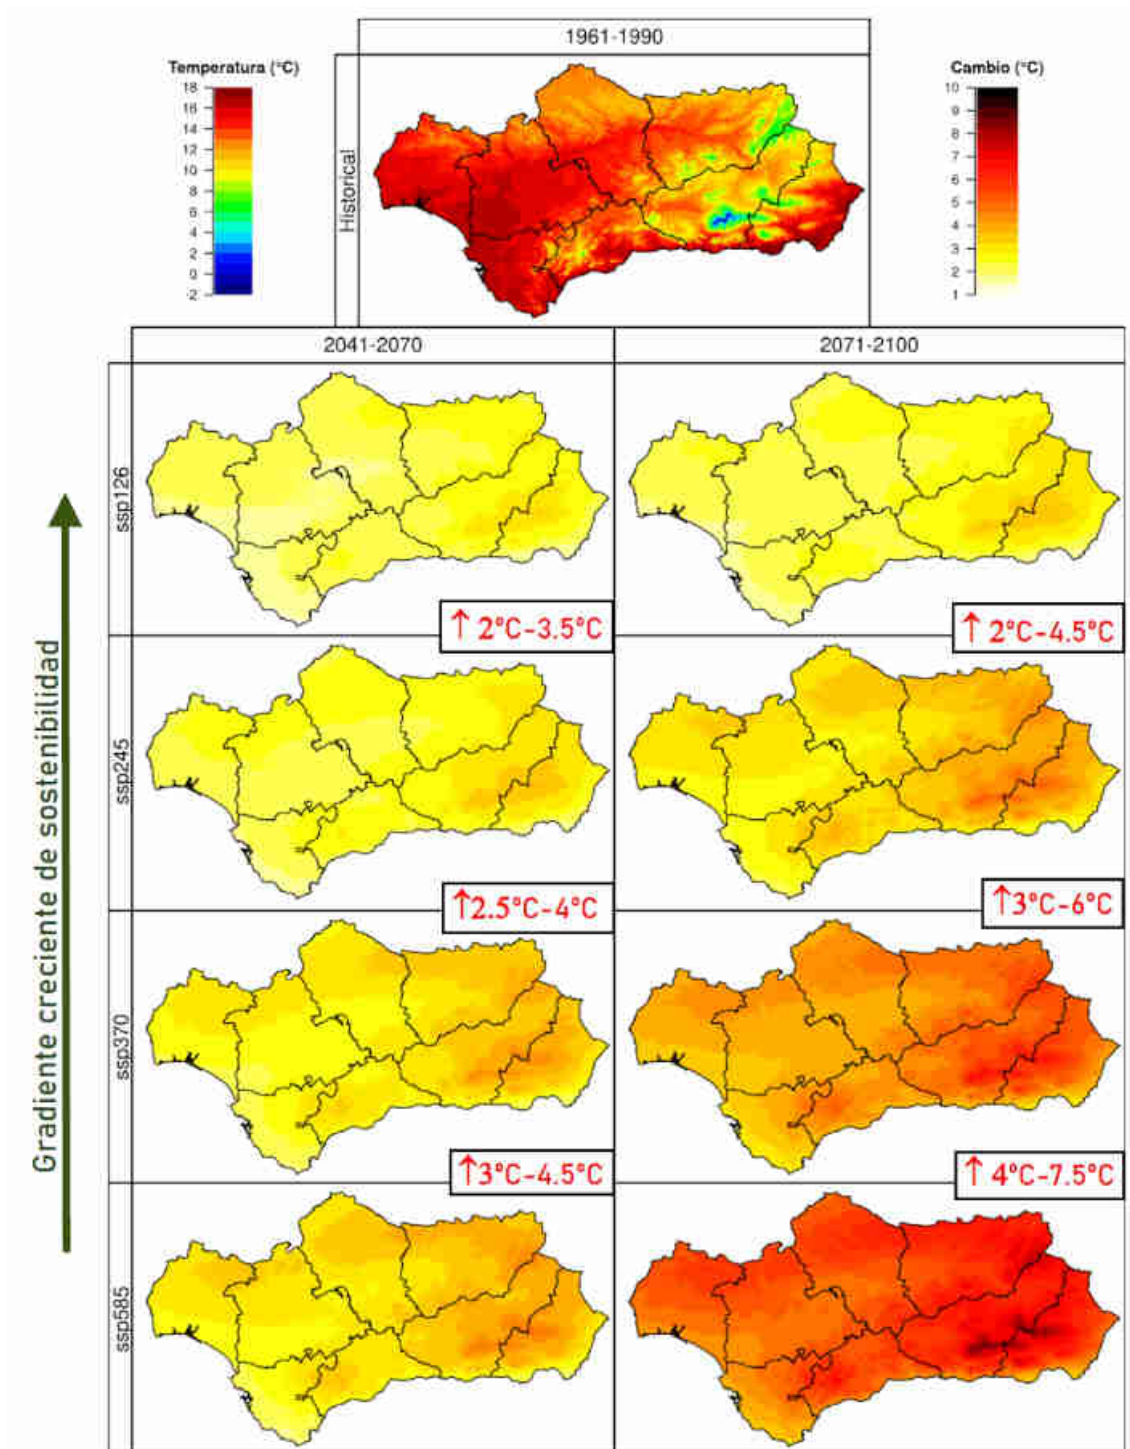 1961-1990
Temperatura (°C)
18
16
14
12
10
8
6
4
2
0
-2
Historical
Cambio (°C)
10
9
8
7
6
5
4
3
2
1
2041-2070
2071-2100
Gradiente creciente de sostenibilidad
ssp126
↑ 2°C-3.5°C
↑ 2°C-4.5°C
ssp245
↑2.5°C-4°C
↑3°C-6°C
ssp370
↑3°C-4.5°C
↑ 4°C-7.5°C
ssp585